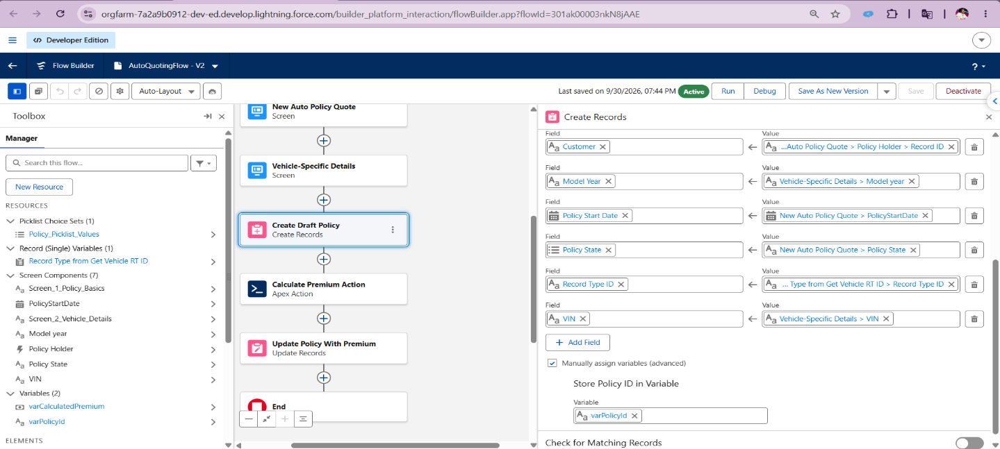 orgfarm-7a2a9b0912-dev-ed.develop.lightning.force.com/builder_platform_interaction/flowBuilder.app?flowId=301ak00003nkN8jAAE
Developer Edition
Flow Builder
AutoQuotingFlow - V2
?
Auto-Layout
Last saved on 9/30/2026, 07:44 PM
Active
Run
Debug
Save As New Version
Save
Deactivate
Toolbox
Manager
Search this flow...
New Resource
RESOURCES
Picklist Choice Sets (1)
Policy_Picklist_Values
Record (Single) Variables (1)
Record Type from Get Vehicle RT ID
Screen Components (7)
Screen_1_Policy_Basics
PolicyStartDate
Screen_2_Vehicle_Details
Model year
Policy Holder
Policy State
VIN
Variables (2)
varCalculatedPremium
varPolicyId
ELEMENTS
New Auto Policy Quote
Screen
Vehicle-Specific Details
Screen
Create Draft Policy
Create Records
Calculate Premium Action
Apex Action
Update Policy With Premium
Update Records
End
Create Records
Field Value
Customer ...Auto Policy Quote > Policy Holder > Record ID
Field Value
Model Year Vehicle-Specific Details > Model year
Field Value
Policy Start Date New Auto Policy Quote > PolicyStartDate
Field Value
Policy State New Auto Policy Quote > Policy State
Field Value
Record Type ID ... Type from Get Vehicle RT ID > Record Type ID
Field Value
VIN Vehicle-Specific Details > VIN
Add Field
Manually assign variables (advanced)
Store Policy ID in Variable
Variable
varPolicyId
Check for Matching Records